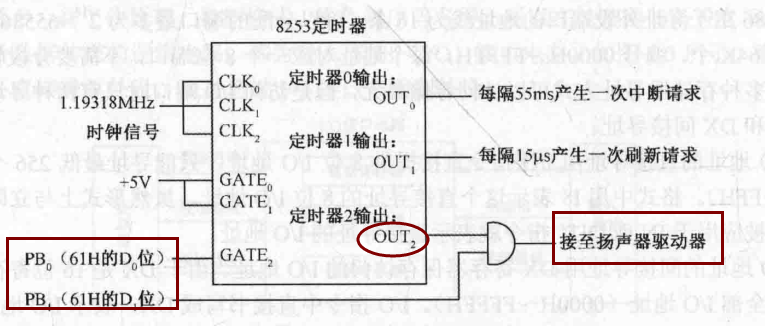 8253定时器
CLK₀
定时器0输出:
OUT₀
每隔55ms产生一次中断请求
1.19318MHz
CLK₁
时钟信号
CLK₂
定时器1输出:
OUT₁
每隔15μs产生一次刷新请求
+5V
GATE₀
GATE₁
定时器2输出:
OUT₂
接至扬声器驱动器
PB₀(61H的D₀位)
GATE₂
PB₁(61H的D₁位)